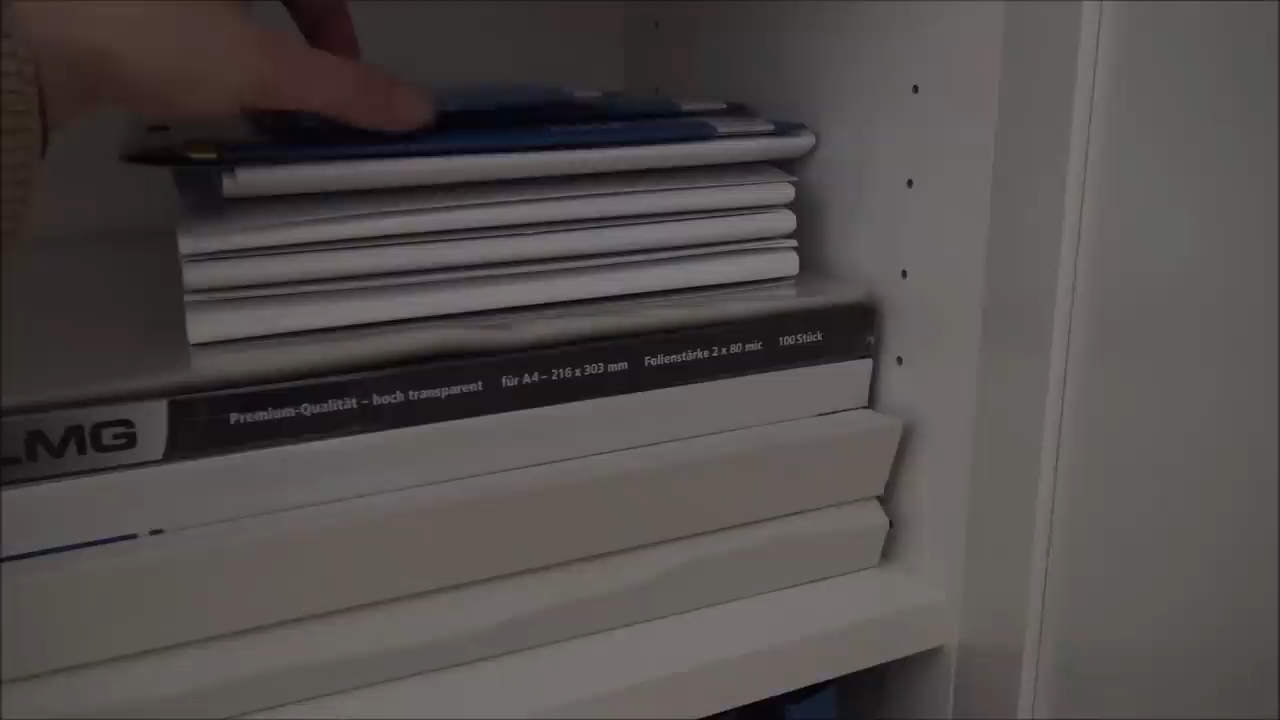 LMG Premium-Qualität – hoch transparent für A4 – 216 x 303 mm Folienstärke 2 x 80 mic 100 Stück